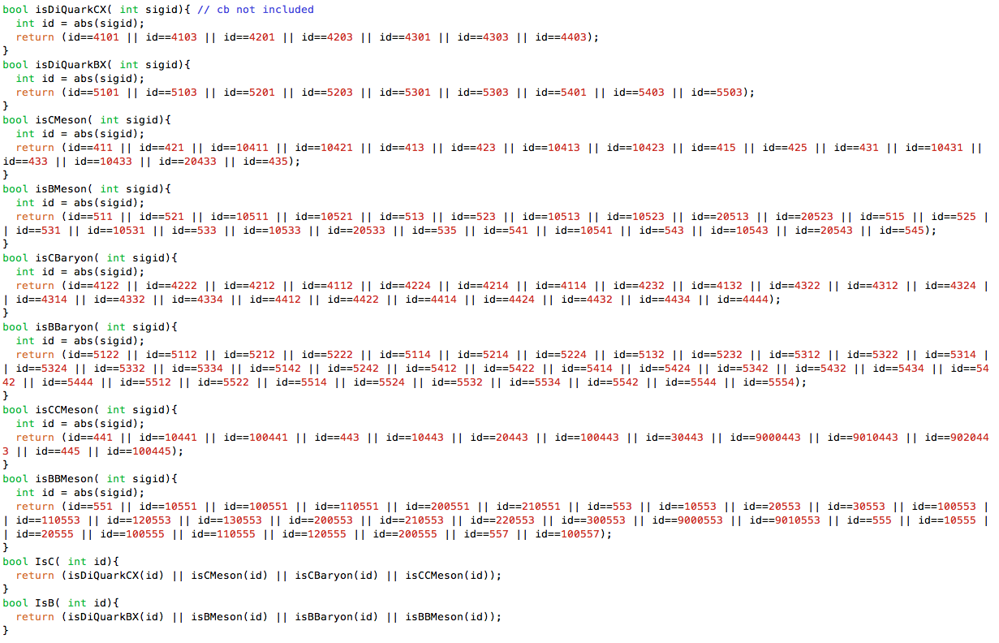 bool isDiQuarkCX( int sigid){ // cb not included
  int id = abs(sigid);
  return (id==4101 || id==4103 || id==4201 || id==4203 || id==4301 || id==4303 || id==4403);
}
bool isDiQuarkBX( int sigid){
  int id = abs(sigid);
  return (id==5101 || id==5103 || id==5201 || id==5203 || id==5301 || id==5303 || id==5401 || id==5403 || id==5503);
}
bool isCMeson( int sigid){
  int id = abs(sigid);
  return (id==411 || id==421 || id==10411 || id==10421 || id==413 || id==423 || id==10413 || id==10423 || id==415 || id==425 || id==431 || id==10431 ||
id==433 || id==10433 || id==20433 || id==435);
}
bool isBMeson( int sigid){
  int id = abs(sigid);
  return (id==511 || id==521 || id==10511 || id==10521 || id==513 || id==523 || id==10513 || id==10523 || id==20513 || id==20523 || id==515 || id==525 |
| id==531 || id==10531 || id==533 || id==10533 || id==20533 || id==535 || id==541 || id==10541 || id==543 || id==10543 || id==20543 || id==545);
}
bool isCBaryon( int sigid){
  int id = abs(sigid);
  return (id==4122 || id==4222 || id==4212 || id==4112 || id==4224 || id==4214 || id==4114 || id==4232 || id==4132 || id==4322 || id==4312 || id==4324 |
| id==4314 || id==4332 || id==4334 || id==4412 || id==4422 || id==4414 || id==4424 || id==4432 || id==4434 || id==4444);
}
bool isBBaryon( int sigid){
  int id = abs(sigid);
  return (id==5122 || id==5112 || id==5212 || id==5222 || id==5114 || id==5214 || id==5224 || id==5132 || id==5232 || id==5312 || id==5322 || id==5314 |
| id==5324 || id==5332 || id==5334 || id==5142 || id==5242 || id==5412 || id==5422 || id==5414 || id==5424 || id==5342 || id==5432 || id==5434 || id==54
42 || id==5444 || id==5512 || id==5522 || id==5514 || id==5524 || id==5532 || id==5534 || id==5542 || id==5544 || id==5554);
}
bool isCCMeson( int sigid){
  int id = abs(sigid);
  return (id==441 || id==10441 || id==100441 || id==443 || id==10443 || id==20443 || id==100443 || id==30443 || id==9000443 || id==9010443 || id==902044
3 || id==445 || id==100445);
}
bool isBBMeson( int sigid){
  int id = abs(sigid);
  return (id==551 || id==10551 || id==100551 || id==110551 || id==200551 || id==210551 || id==553 || id==10553 || id==20553 || id==30553 || id==100553 |
| id==110553 || id==120553 || id==130553 || id==200553 || id==210553 || id==220553 || id==300553 || id==9000553 || id==9010553 || id==555 || id==10555 |
| id==20555 || id==100555 || id==110555 || id==120555 || id==200555 || id==557 || id==100557);
}
bool IsC( int id){
  return (isDiQuarkCX(id) || isCMeson(id) || isCBaryon(id) || isCCMeson(id));
}
bool IsB( int id){
  return (isDiQuarkBX(id) || isBMeson(id) || isBBaryon(id) || isBBMeson(id));
}